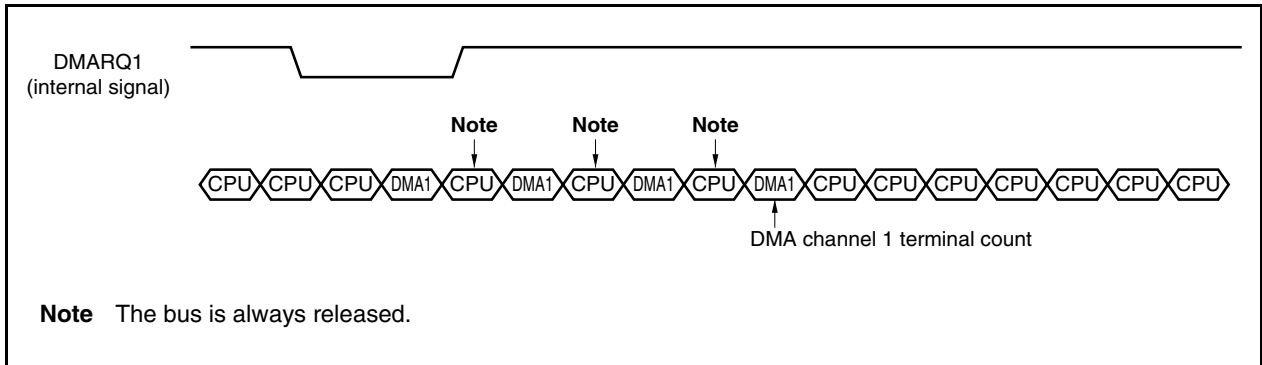 DMARQ1
(internal signal)
Note Note Note
CPU CPU CPU DMA1 CPU DMA1 CPU DMA1 CPU DMA1 CPU CPU CPU CPU CPU CPU CPU
DMA channel 1 terminal count
Note The bus is always released.